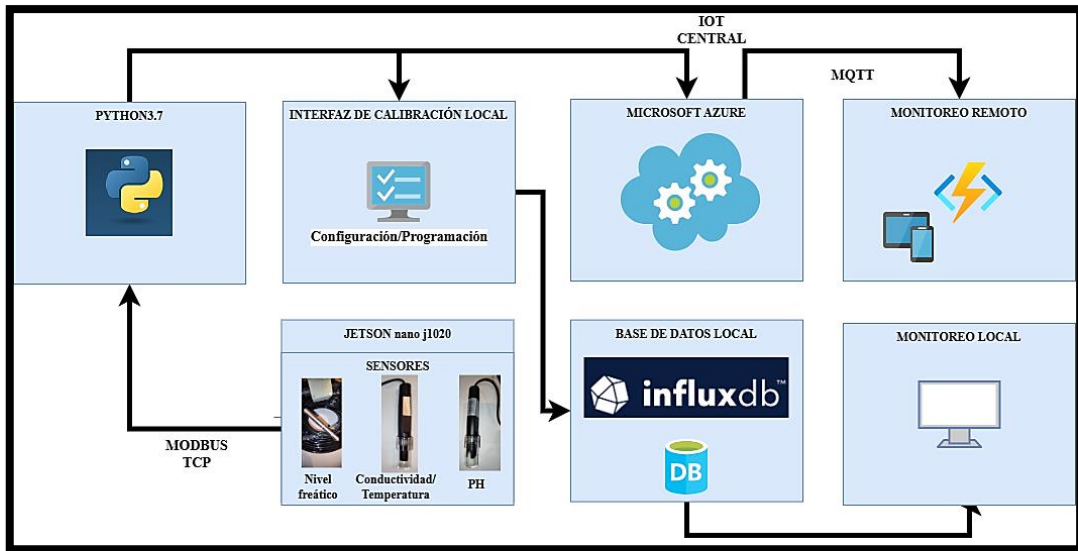 IOT
CENTRAL
MQTT
PYTHON3.7
INTERFAZ DE CALIBRACIÓN LOCAL
Configuración/Programación
MICROSOFT AZURE
MONITOREO REMOTO
MODBUS
TCP
JETSON nano j1020
SENSORES
Nivel
freático
Conductividad/
Temperatura
PH
BASE DE DATOS LOCAL
influxdb™
DB
MONITOREO LOCAL